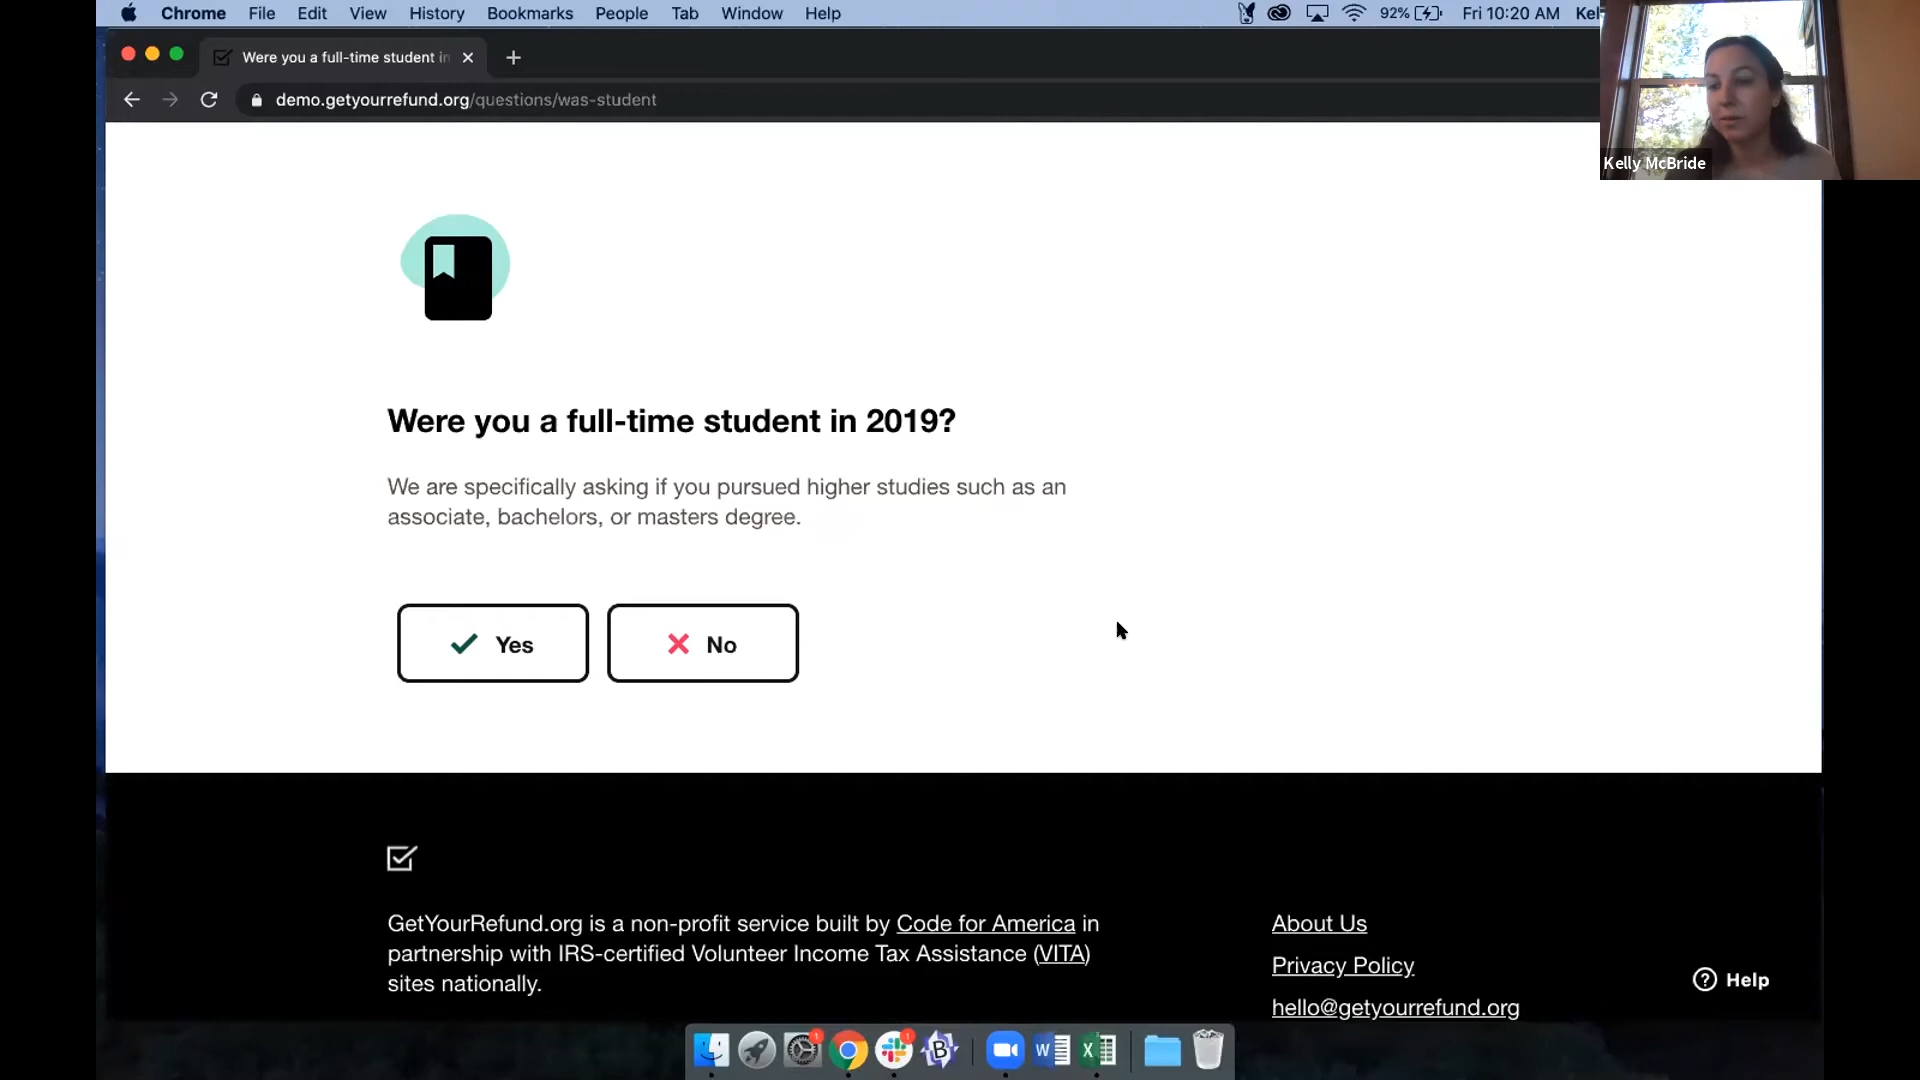 Chrome File Edit View History Bookmarks People Tab Window Help
92% Fri 10:20 AM
Were you a full-time student in
demo.getyourrefund.org/questions/was-student
Kelly McBride
Were you a full-time student in 2019?
We are specifically asking if you pursued higher studies such as an
associate, bachelors, or masters degree.
Yes
No
GetYourRefund.org is a non-profit service built by Code for America in
partnership with IRS-certified Volunteer Income Tax Assistance (VITA)
sites nationally.
About Us
Privacy Policy
hello@getyourrefund.org
Help